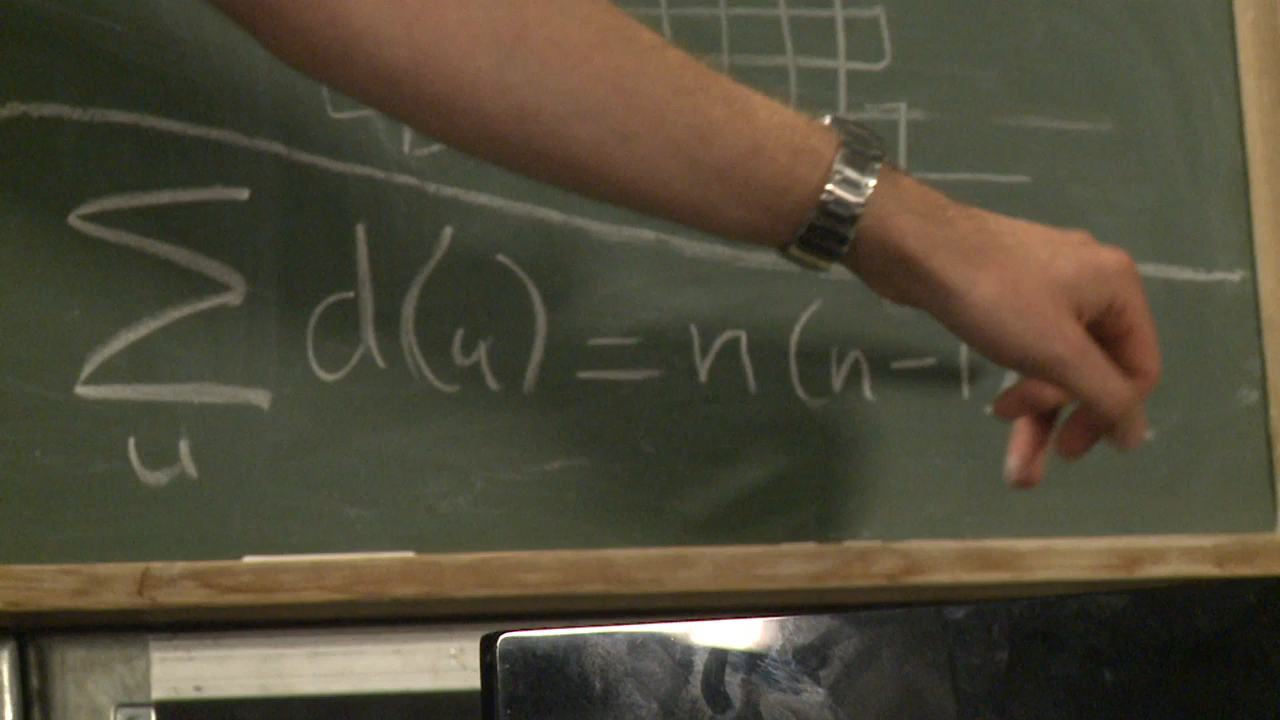 ∑ d(u) = n(n-1)
u